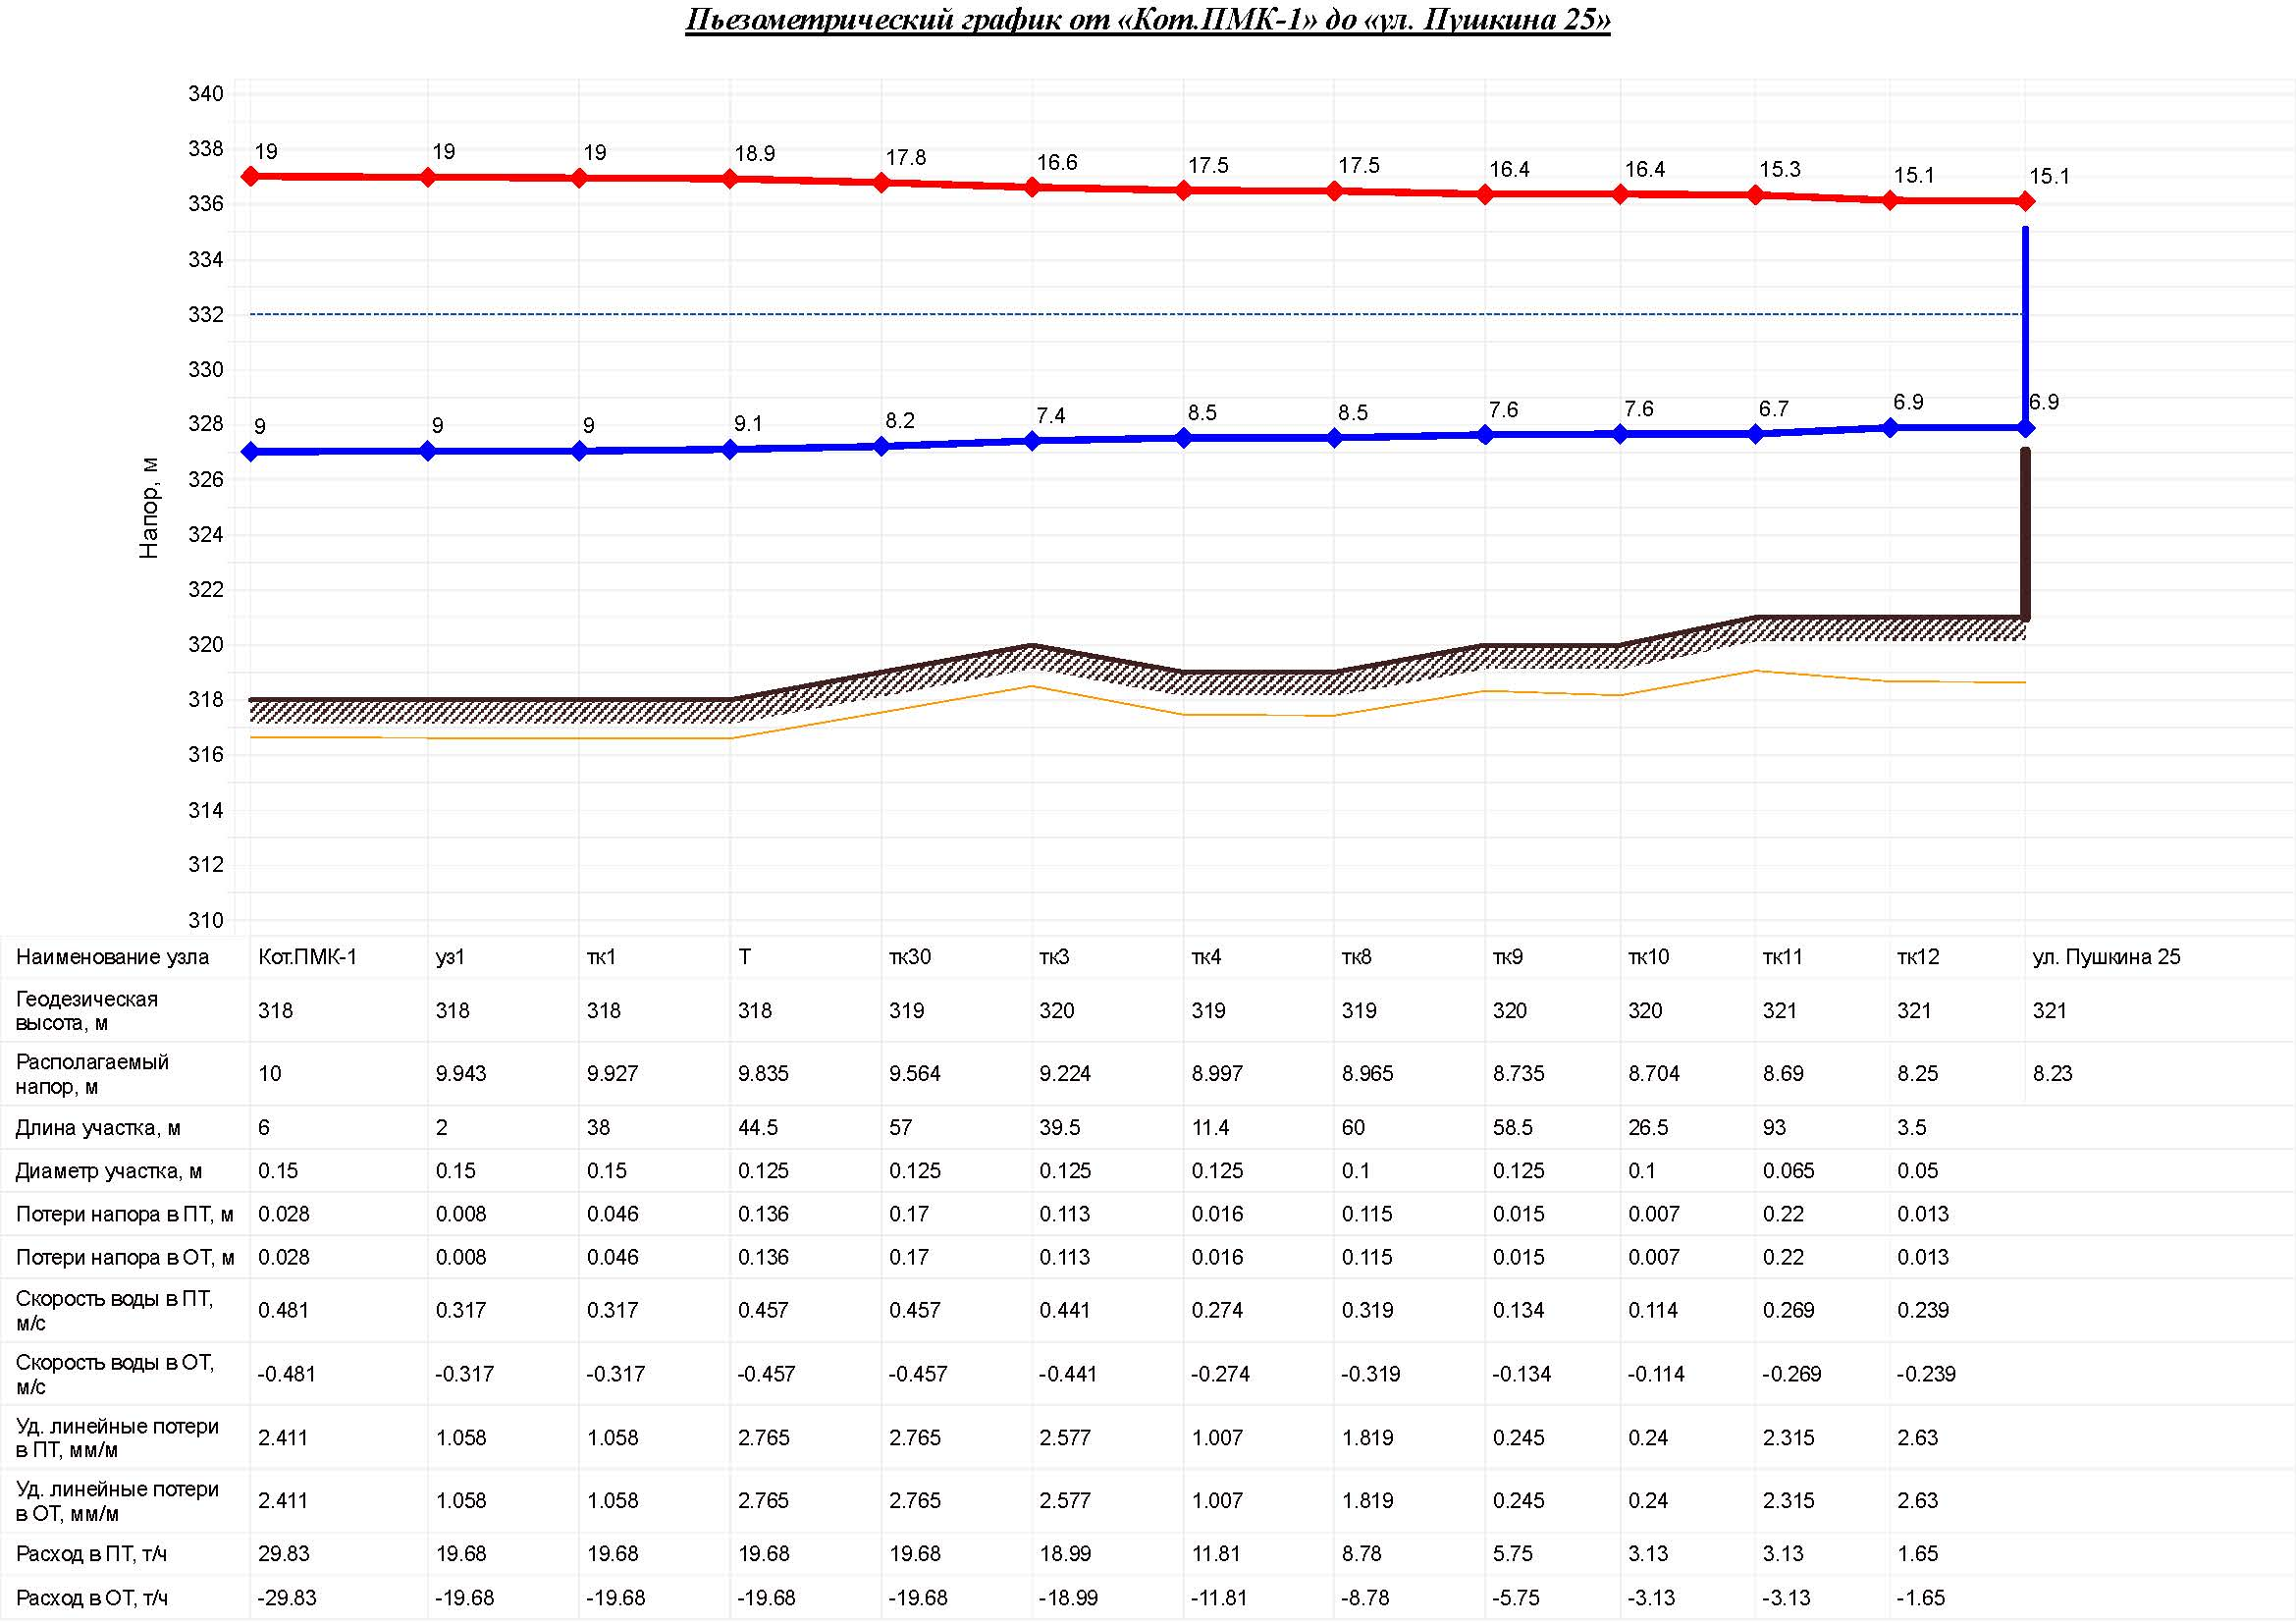 Пьезометрический график от «Кот.ПМК-1» до «ул. Пушкина 25»
340
338
336
334
332
330
328
326
324
322
320
318
316
314
312
310
Напор, м
19 19 19 18.9 17.8 16.6 17.5 17.5 16.4 16.4 15.3 15.1 15.1
9 9 9 9.1 8.2 7.4 8.5 8.5 7.6 7.6 6.7 6.9 6.9
Наименование узла Кот.ПМК-1 уз1 тк1 Т тк30 тк3 тк4 тк8 тк9 тк10 тк11 тк12 ул. Пушкина 25
Геодезическая
высота, м 318 318 318 318 319 320 319 319 320 320 321 321 321
Располагаемый
напор, м 10 9.943 9.927 9.835 9.564 9.224 8.997 8.965 8.735 8.704 8.69 8.25 8.23
Длина участка, м 6 2 38 44.5 57 39.5 11.4 60 58.5 26.5 93 3.5
Диаметр участка, м 0.15 0.15 0.15 0.125 0.125 0.125 0.125 0.1 0.125 0.1 0.065 0.05
Потери напора в ПТ, м 0.028 0.008 0.046 0.136 0.17 0.113 0.016 0.115 0.015 0.007 0.22 0.013
Потери напора в ОТ, м 0.028 0.008 0.046 0.136 0.17 0.113 0.016 0.115 0.015 0.007 0.22 0.013
Скорость воды в ПТ,
м/с 0.481 0.317 0.317 0.457 0.457 0.441 0.274 0.319 0.134 0.114 0.269 0.239
Скорость воды в ОТ,
м/с -0.481 -0.317 -0.317 -0.457 -0.457 -0.441 -0.274 -0.319 -0.134 -0.114 -0.269 -0.239
Уд. линейные потери
в ПТ, мм/м 2.411 1.058 1.058 2.765 2.765 2.577 1.007 1.819 0.245 0.24 2.315 2.63
Уд. линейные потери
в ОТ, мм/м 2.411 1.058 1.058 2.765 2.765 2.577 1.007 1.819 0.245 0.24 2.315 2.63
Расход в ПТ, т/ч 29.83 19.68 19.68 19.68 19.68 18.99 11.81 8.78 5.75 3.13 3.13 1.65
Расход в ОТ, т/ч -29.83 -19.68 -19.68 -19.68 -19.68 -18.99 -11.81 -8.78 -5.75 -3.13 -3.13 -1.65